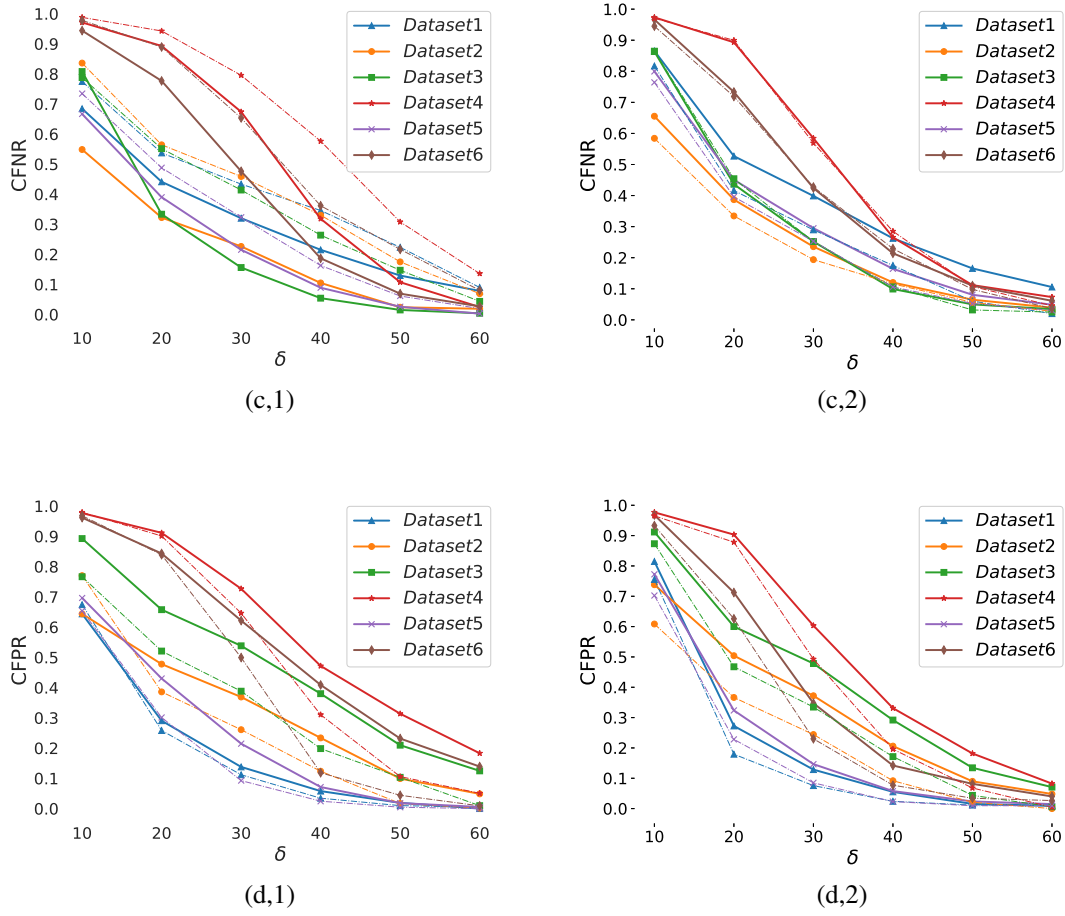 CFNR
1.0
0.9
0.8
0.7
0.6
0.5
0.4
0.3
0.2
0.1
0.0
10 20 30 40 50 60
δ
Dataset1
Dataset2
Dataset3
Dataset4
Dataset5
Dataset6
(c,1)
CFNR
1.0
0.9
0.8
0.7
0.6
0.5
0.4
0.3
0.2
0.1
0.0
10 20 30 40 50 60
δ
Dataset1
Dataset2
Dataset3
Dataset4
Dataset5
Dataset6
(c,2)
CFPR
1.0
0.9
0.8
0.7
0.6
0.5
0.4
0.3
0.2
0.1
0.0
10 20 30 40 50 60
δ
Dataset1
Dataset2
Dataset3
Dataset4
Dataset5
Dataset6
(d,1)
CFPR
1.0
0.9
0.8
0.7
0.6
0.5
0.4
0.3
0.2
0.1
0.0
10 20 30 40 50 60
δ
Dataset1
Dataset2
Dataset3
Dataset4
Dataset5
Dataset6
(d,2)